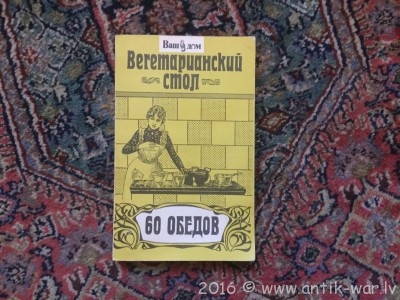 Ваш дом
Вегетарианский
стол
60 ОБЕДОВ
2016 © www.antik-war.lv